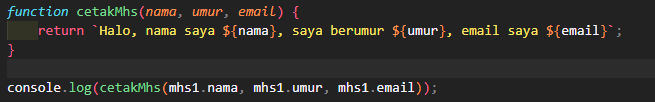 function cetakMhs(nama, umur, email) {
    return `Halo, nama saya ${nama}, saya berumur ${umur}, email saya ${email}`;
}

console.log(cetakMhs(mhs1.nama, mhs1.umur, mhs1.email));